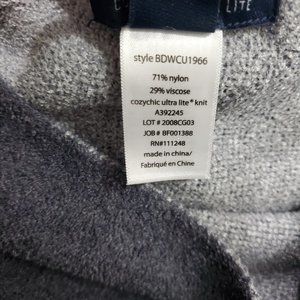 LITE
style BDWCU1966
71% nylon
29% viscose
cozychic ultra lite® knit
A392245
LOT # 2008CG03
JOB # BF001388
RN#111248
made in china/
Fabriqué en Chine